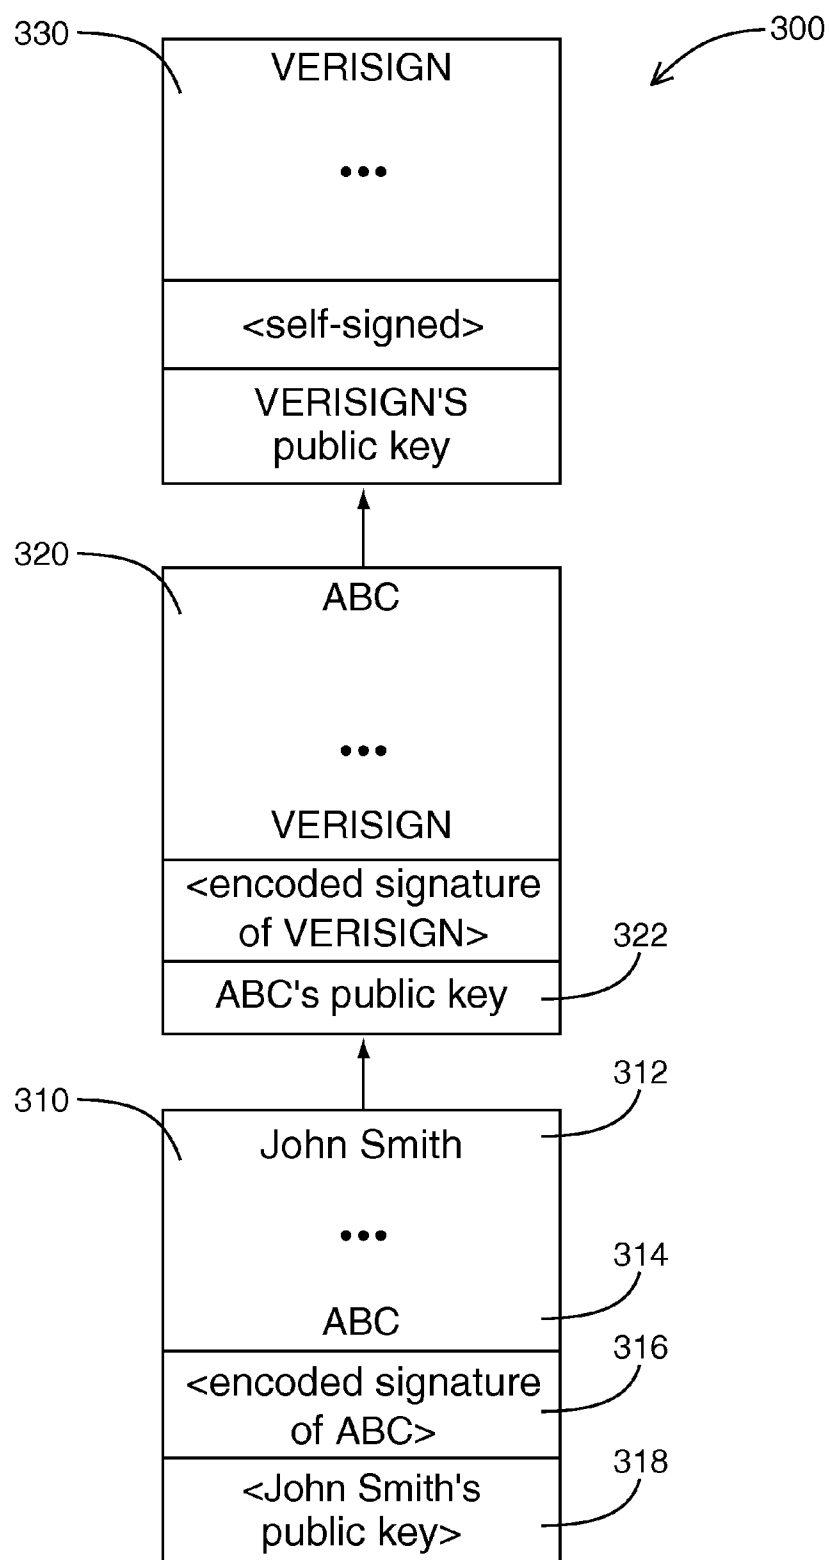 330
300
VERISIGN
•••
<self-signed>
VERISIGN'S
public key
320
ABC
•••
VERISIGN
<encoded signature
of VERISIGN>
322
ABC's public key
312
310
John Smith
•••
314
ABC
316
<encoded signature
of ABC>
318
<John Smith's
public key>